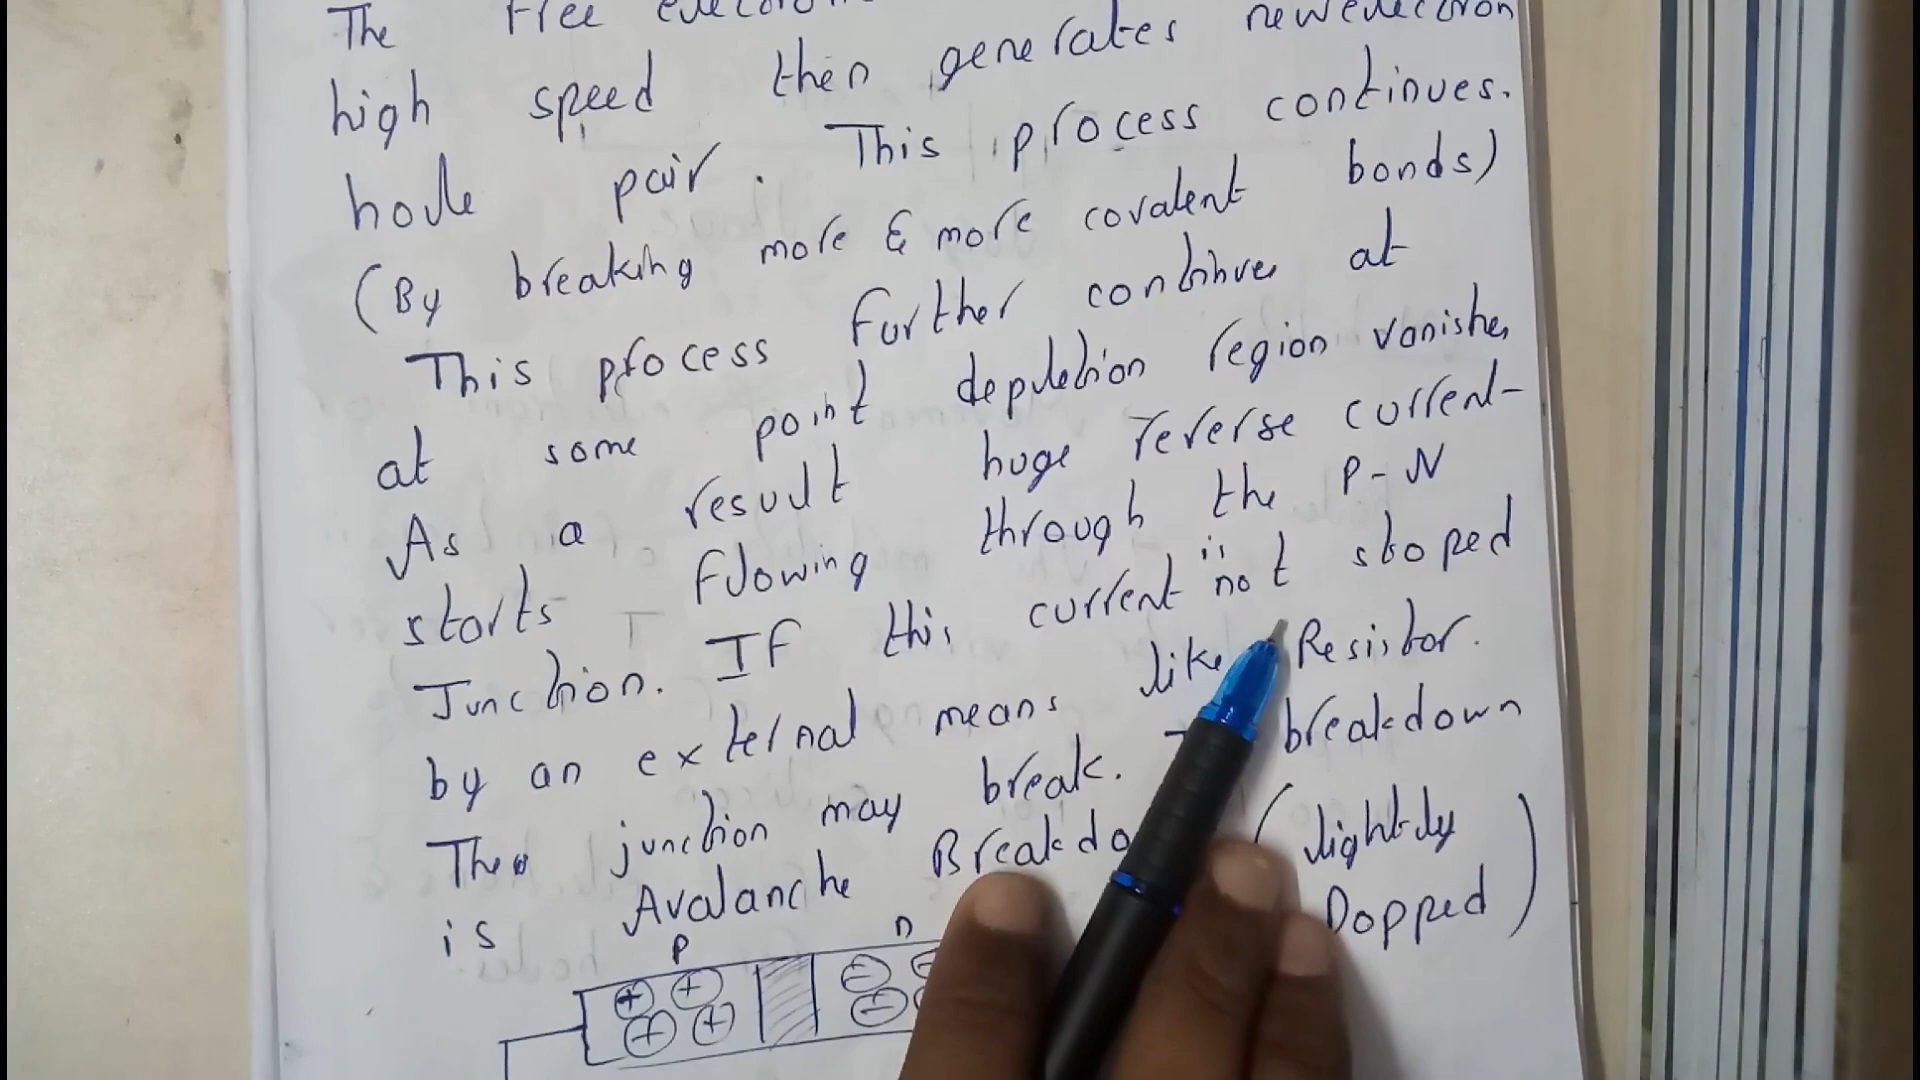 The free
high speed then generates new electron
hole pair. This process continues.
(By breaking more & more covalent bonds)
This process further continues at
at some point depletion region vanishes
As a result huge reverse current
starts flowing through the P-N
Junction. If this current is not stoped
by an external means like Resistor.
The junction may break. breakdown
is Avalanche Breakdo (lightly
Dopped)
P n
+ + - -
+ + -